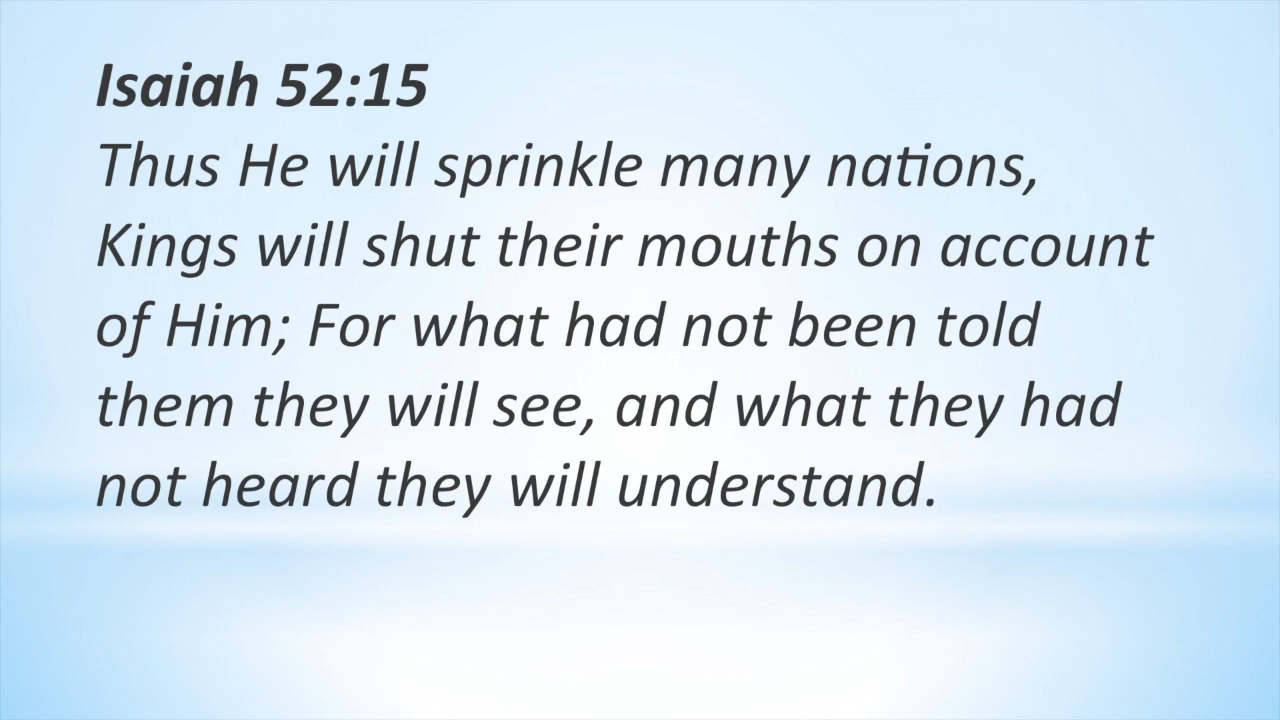 Isaiah 52:15
Thus He will sprinkle many nations,
Kings will shut their mouths on account
of Him; For what had not been told
them they will see, and what they had
not heard they will understand.